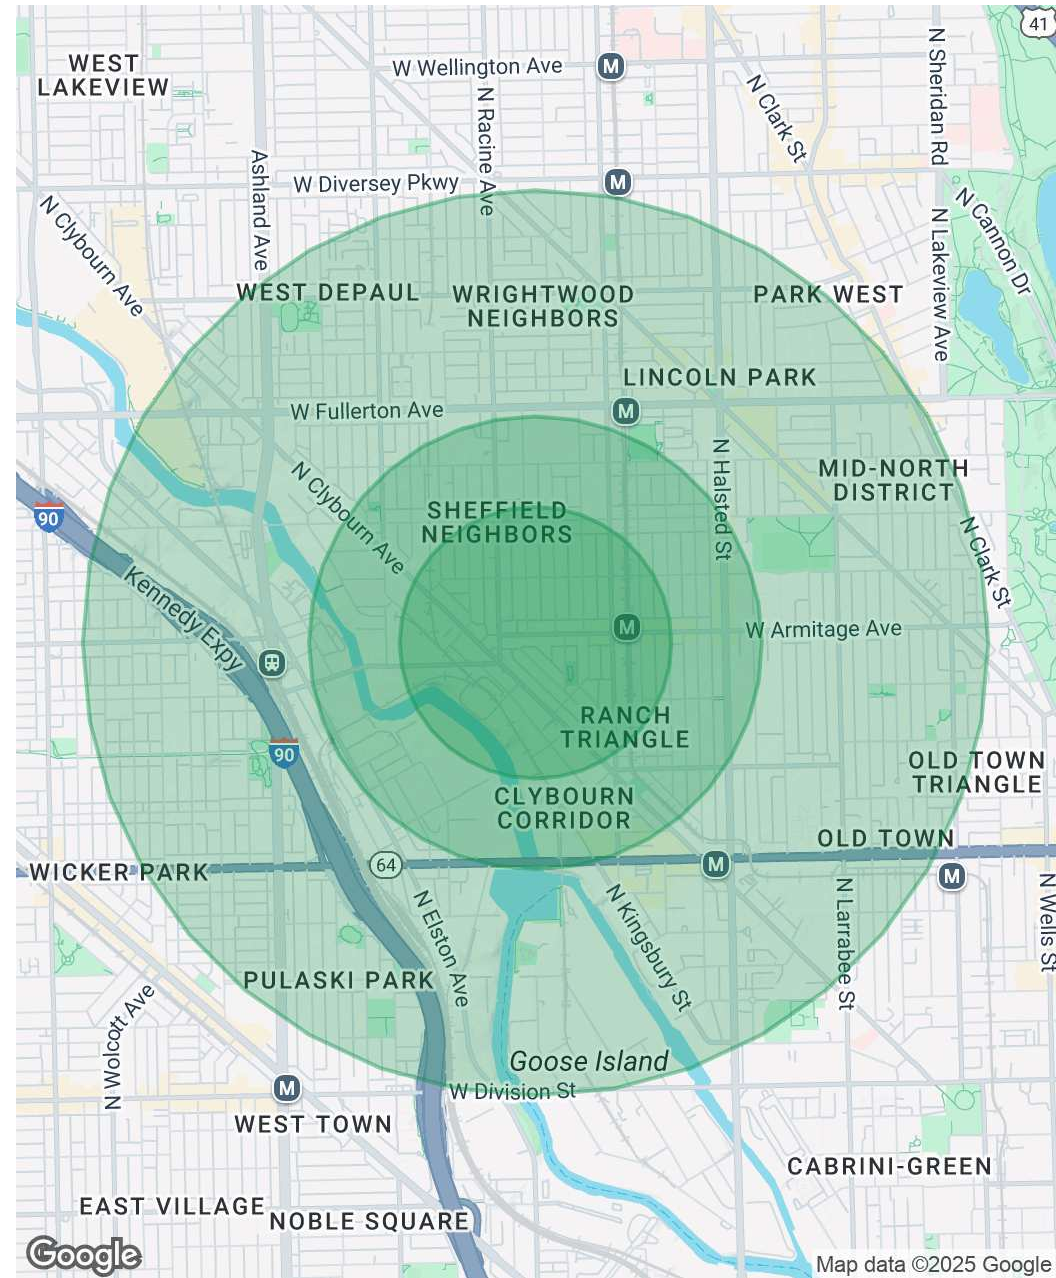 41
WEST
LAKEVIEW
W Wellington Ave
M
N Clark St
N Sheridan Rd
N Racine Ave
Ashland Ave
W Diversey Pkwy
M
N Clybourn Ave
N Cannon Dr
N Lakeview Ave
WEST DEPAUL
WRIGHTWOOD
NEIGHBORS
PARK WEST
LINCOLN PARK
W Fullerton Ave
M
N Halsted St
MID-NORTH
DISTRICT
N Clybourn Ave
SHEFFIELD
NEIGHBORS
90
N Clark St
Kennedy Expy
M
W Armitage Ave
RANCH
TRIANGLE
90
OLD TOWN
TRIANGLE
CLYBOURN
CORRIDOR
OLD TOWN
WICKER PARK
64
M
M
N Elston Ave
N Kingsbury St
N Larrabee St
N Wells St
PULASKI PARK
N Wolcott Ave
Goose Island
M
W Division St
WEST TOWN
CABRINI-GREEN
EAST VILLAGE
NOBLE SQUARE
Google
Map data ©2025 Google